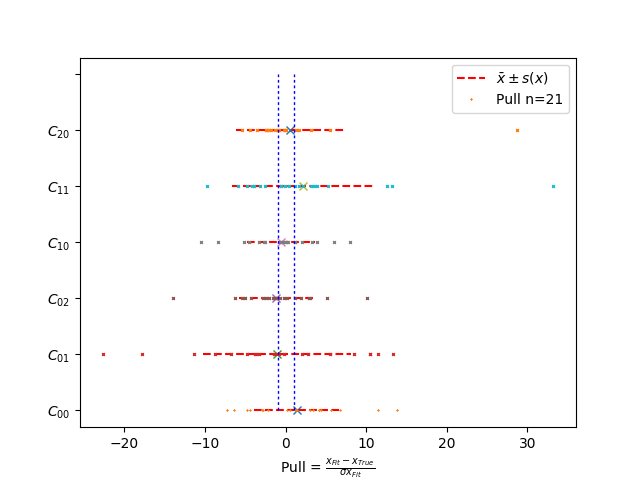 x̄ ± s(x)
Pull n=21
C₂₀
C₁₁
C₁₀
C₀₂
C₀₁
C₀₀
−20 −10 0 10 20 30
Pull = (x_Fit − x_True) / σx_Fit